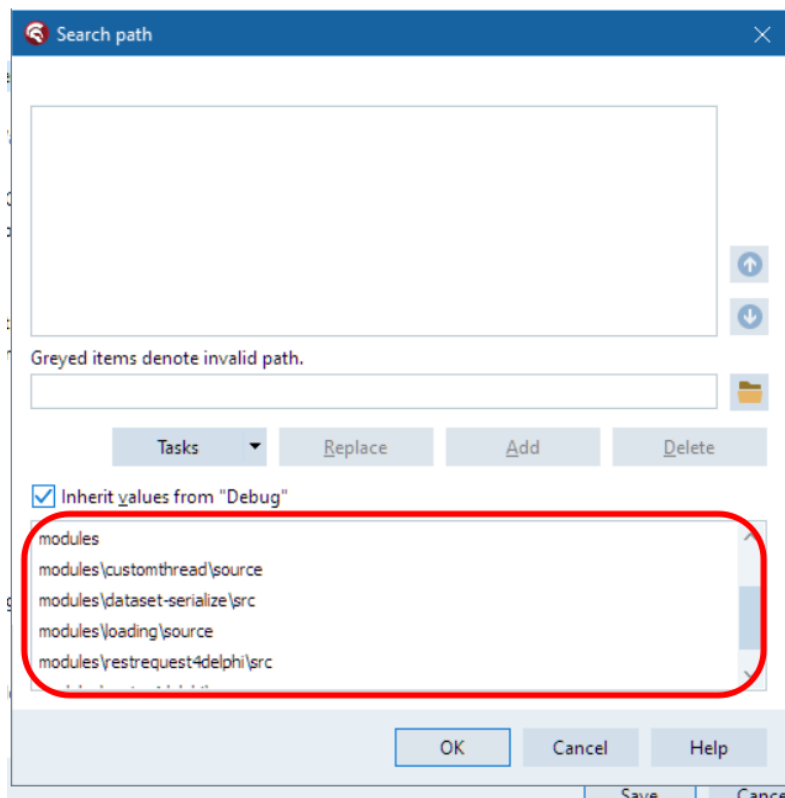 Search path
Greyed items denote invalid path.
Tasks Replace Add Delete
Inherit values from "Debug"
modules
modules\customthread\source
modules\dataset-serialize\src
modules\loading\source
modules\restrequest4delphi\src
OK Cancel Help
Save